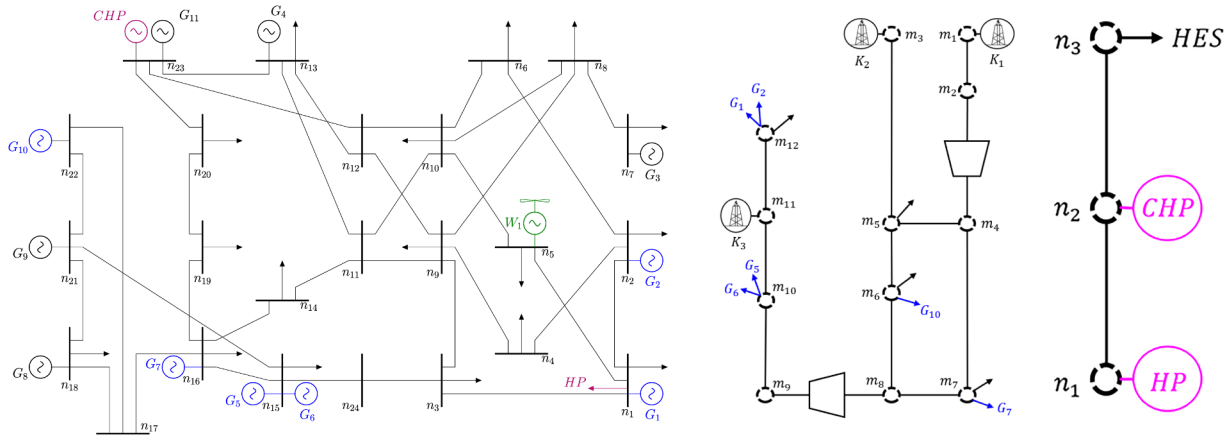 CHP G₁₁ G₄
n₂₃ n₁₃ n₆ n₈
G₁₀ n₂₂ n₂₀ n₁₂ n₁₀ n₇ G₃
W₁ n₅
G₉ n₂₁ n₁₉ n₁₁ n₉ n₂ G₂
n₁₄ n₄
G₈ n₁₈ G₇ n₁₆ G₅ n₁₅ G₆ n₂₄ n₃ HP n₁ G₁
n₁₇
K₂ m₃ m₁ K₁
m₂
G₁ G₂ m₁₂
m₁₁ K₃ m₅ m₄
G₅ G₆ m₁₀ m₆ G₁₀
m₉ m₈ m₇ G₇
n₃ HES
n₂ CHP
n₁ HP